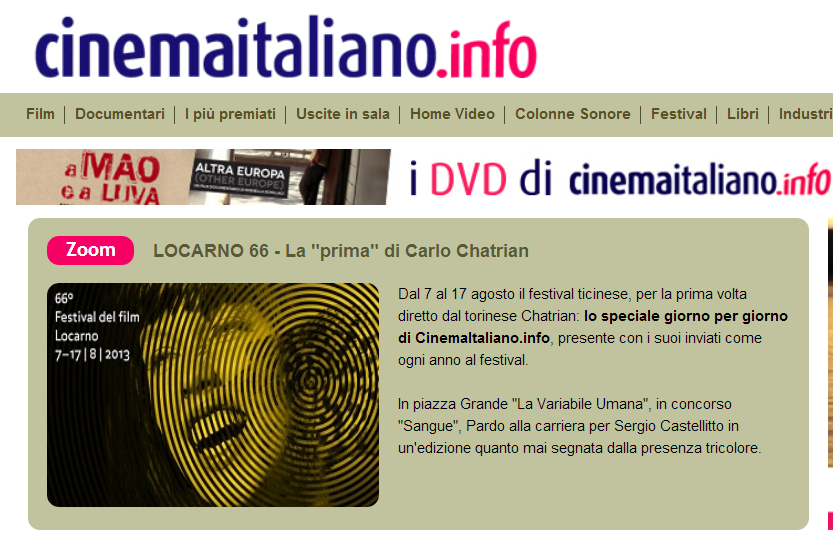 cinemaitaliano.info
Film | Documentari | I più premiati | Uscite in sala | Home Video | Colonne Sonore | Festival | Libri | Industri
a MAO
e a LUVA
ALTRA EUROPA
(OTHER EUROPE)
i DVD di cinemaitaliano.info
Zoom LOCARNO 66 - La "prima" di Carlo Chatrian
66º
Festival del film
Locarno
7–17 | 8 | 2013
Dal 7 al 17 agosto il festival ticinese, per la prima volta
diretto dal torinese Chatrian: lo speciale giorno per giorno
di CinemaItaliano.info, presente con i suoi inviati come
ogni anno al festival.
In piazza Grande "La Variabile Umana", in concorso
"Sangue", Pardo alla carriera per Sergio Castellitto in
un'edizione quanto mai segnata dalla presenza tricolore.